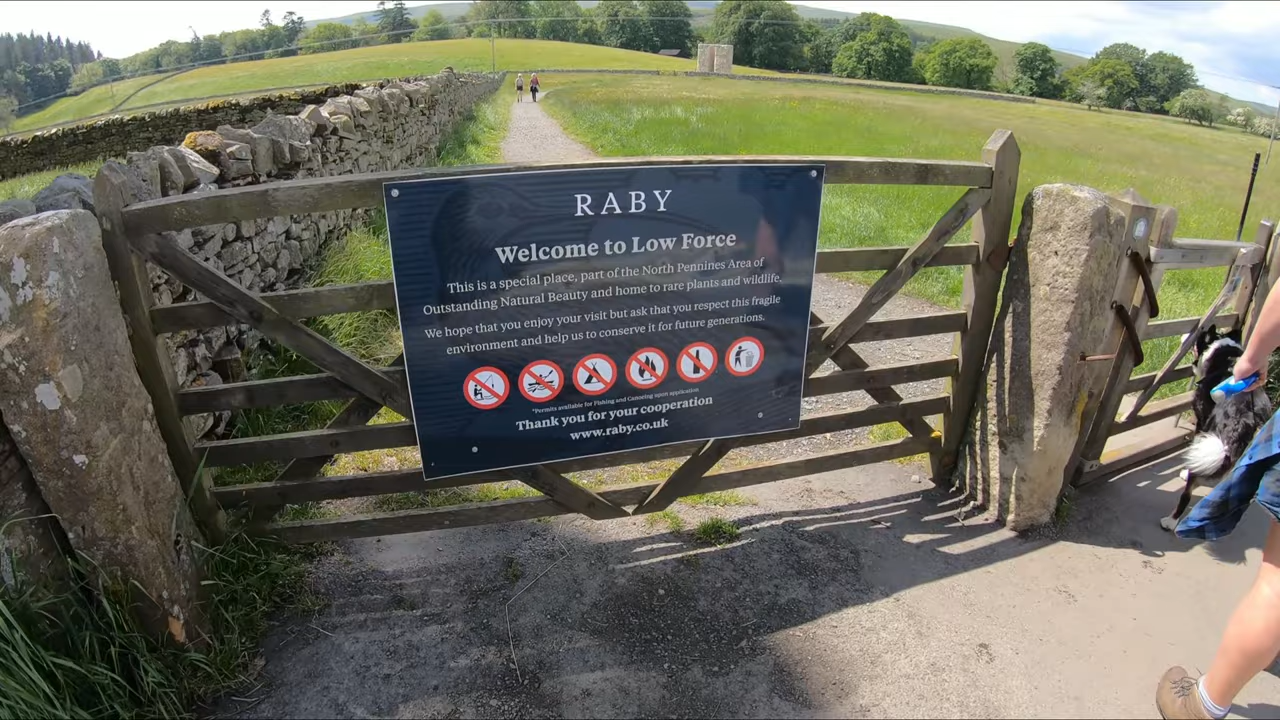 RABY
Welcome to Low Force
This is a special place, part of the North Pennines Area of
Outstanding Natural Beauty and home to rare plants and wildlife.
We hope that you enjoy your visit but ask that you respect this fragile
environment and help us to conserve it for future generations.
*Permits available for Fishing and Canoeing upon application
Thank you for your cooperation
www.raby.co.uk